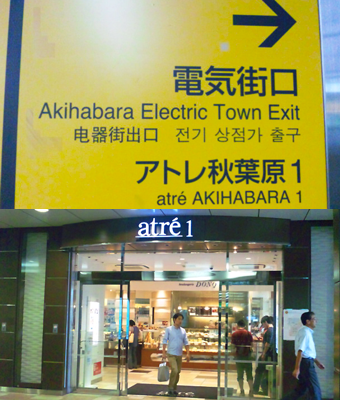 電気街口
Akihabara Electric Town Exit
电器街出口 전기 상점가 출구
アトレ秋葉原1
atré AKIHABARA 1
atré 1
DONQ